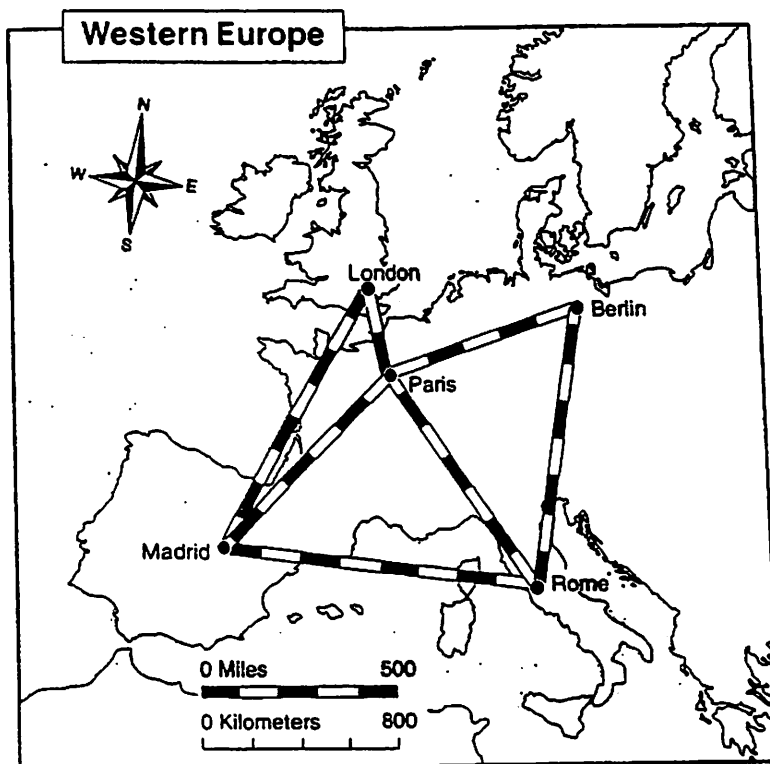 Western Europe
N
W
E
S
London
Berlin
Paris
Madrid
Rome
0 Miles 500
0 Kilometers 800